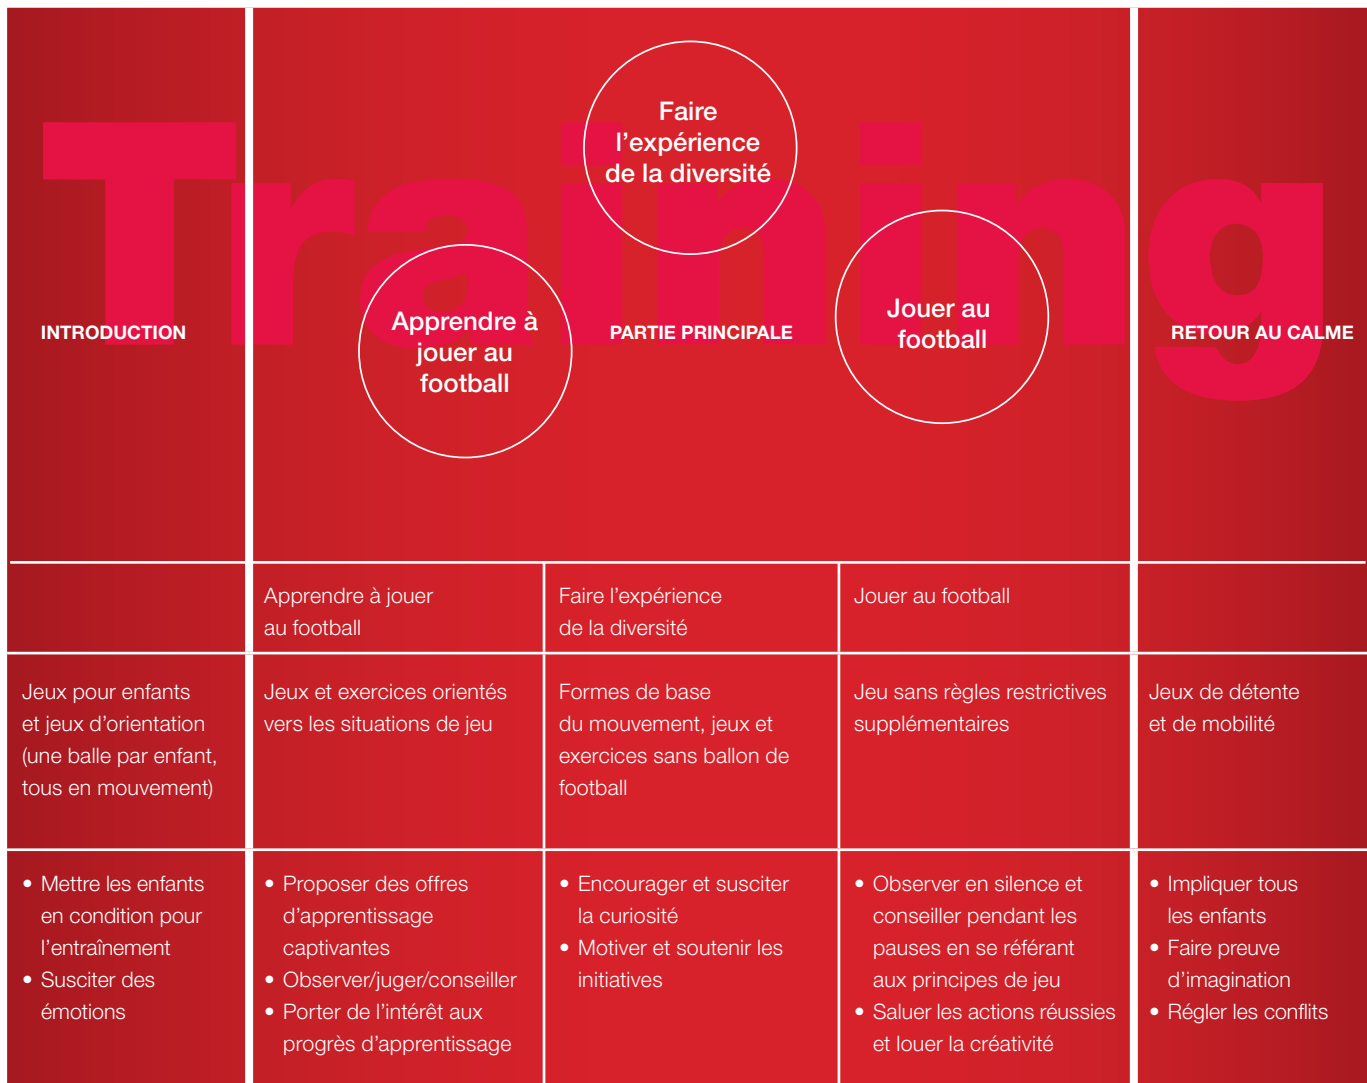 Training
Faire
l’expérience
de la diversité
Apprendre à
jouer au
football
Jouer au
football
INTRODUCTION
PARTIE PRINCIPALE
RETOUR AU CALME
Apprendre à jouer
au football
Faire l’expérience
de la diversité
Jouer au football
Jeux pour enfants
et jeux d’orientation
(une balle par enfant,
tous en mouvement)
Jeux et exercices orientés
vers les situations de jeu
Formes de base
du mouvement, jeux et
exercices sans ballon de
football
Jeu sans règles restrictives
supplémentaires
Jeux de détente
et de mobilité
• Mettre les enfants
en condition pour
l’entraînement
• Susciter des
émotions
• Proposer des offres
d’apprentissage
captivantes
• Observer/juger/conseiller
• Porter de l’intérêt aux
progrès d’apprentissage
• Encourager et susciter
la curiosité
• Motiver et soutenir les
initiatives
• Observer en silence et
conseiller pendant les
pauses en se référant
aux principes de jeu
• Saluer les actions réussies
et louer la créativité
• Impliquer tous
les enfants
• Faire preuve
d’imagination
• Régler les conflits